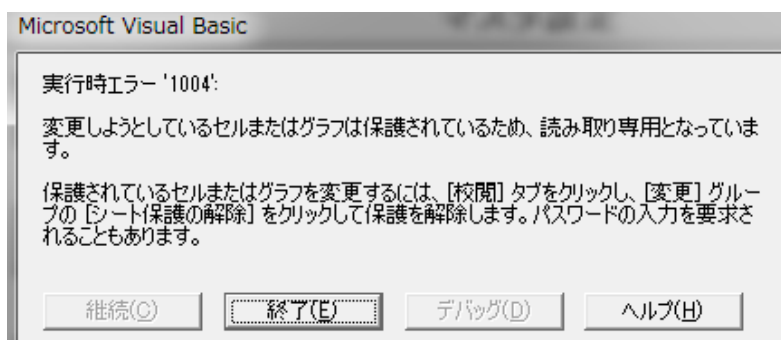 Microsoft Visual Basic
実行時エラー '1004':
変更しようとしているセルまたはグラフは保護されているため、読み取り専用となっていま
す。
保護されているセルまたはグラフを変更するには、[校閲] タブをクリックし、[変更] グルー
プの [シート保護の解除] をクリックして保護を解除します。パスワードの入力を要求さ
れることもあります。
継続(C) 終了(E) デバッグ(D) ヘルプ(H)